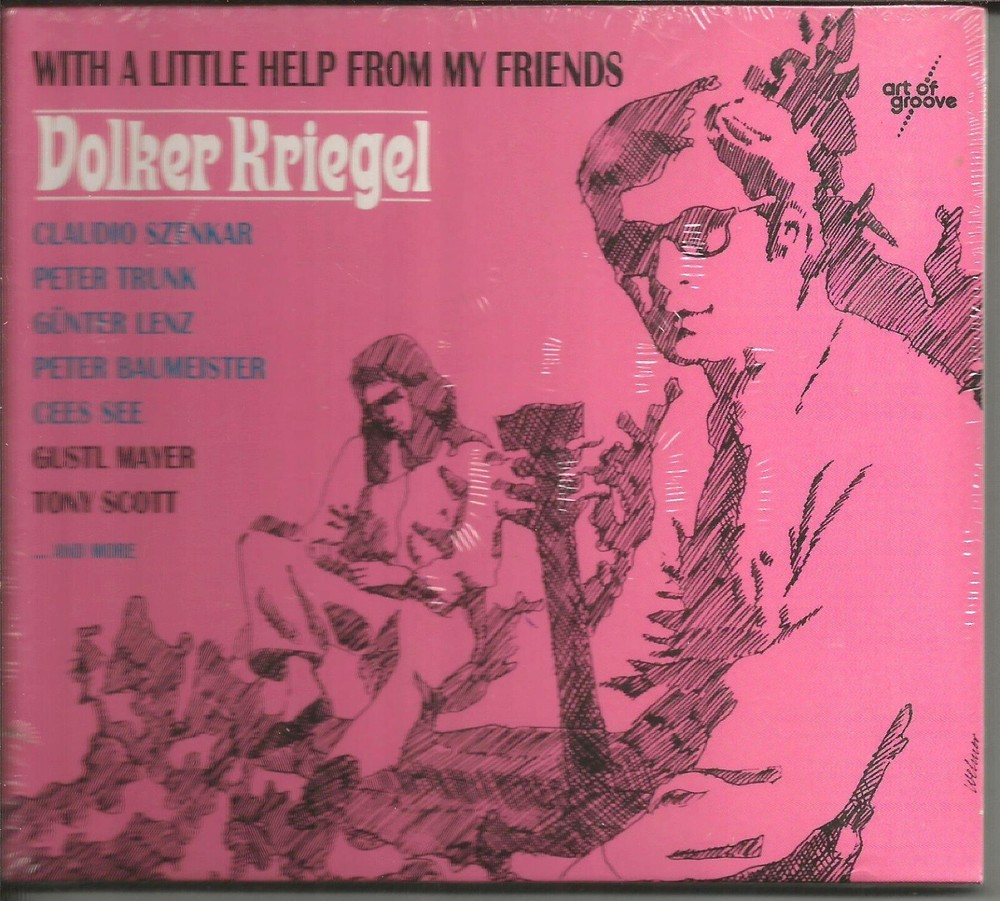 WITH A LITTLE HELP FROM MY FRIENDS
art of
groove
Volker Kriegel
CLAUDIO SZENKAR
PETER TRUNK
GÜNTER LENZ
PETER BAUMEISTER
CEES SEE
GUSTL MAYER
TONY SCOTT
... AND MORE